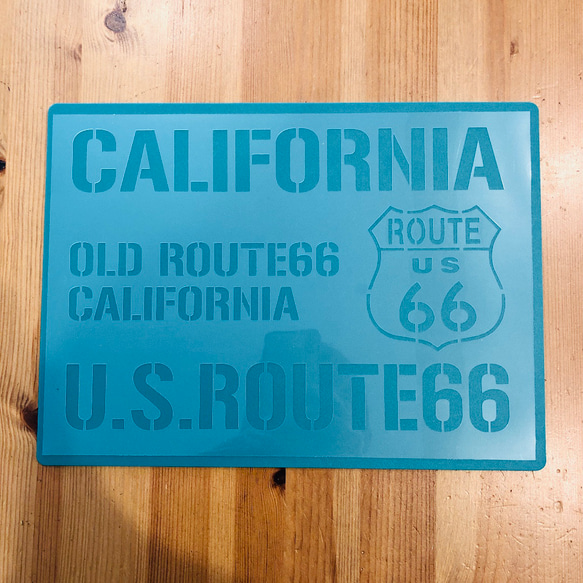 CALIFORNIA
OLD ROUTE66
CALIFORNIA
ROUTE
US
66
U.S.ROUTE66